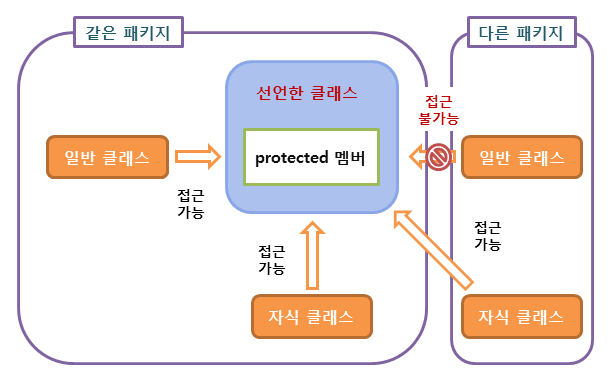 같은 패키지
다른 패키지
선언한 클래스
접근
불가능
일반 클래스
protected 멤버
일반 클래스
접근
가능
접근
가능
접근
가능
자식 클래스
자식 클래스